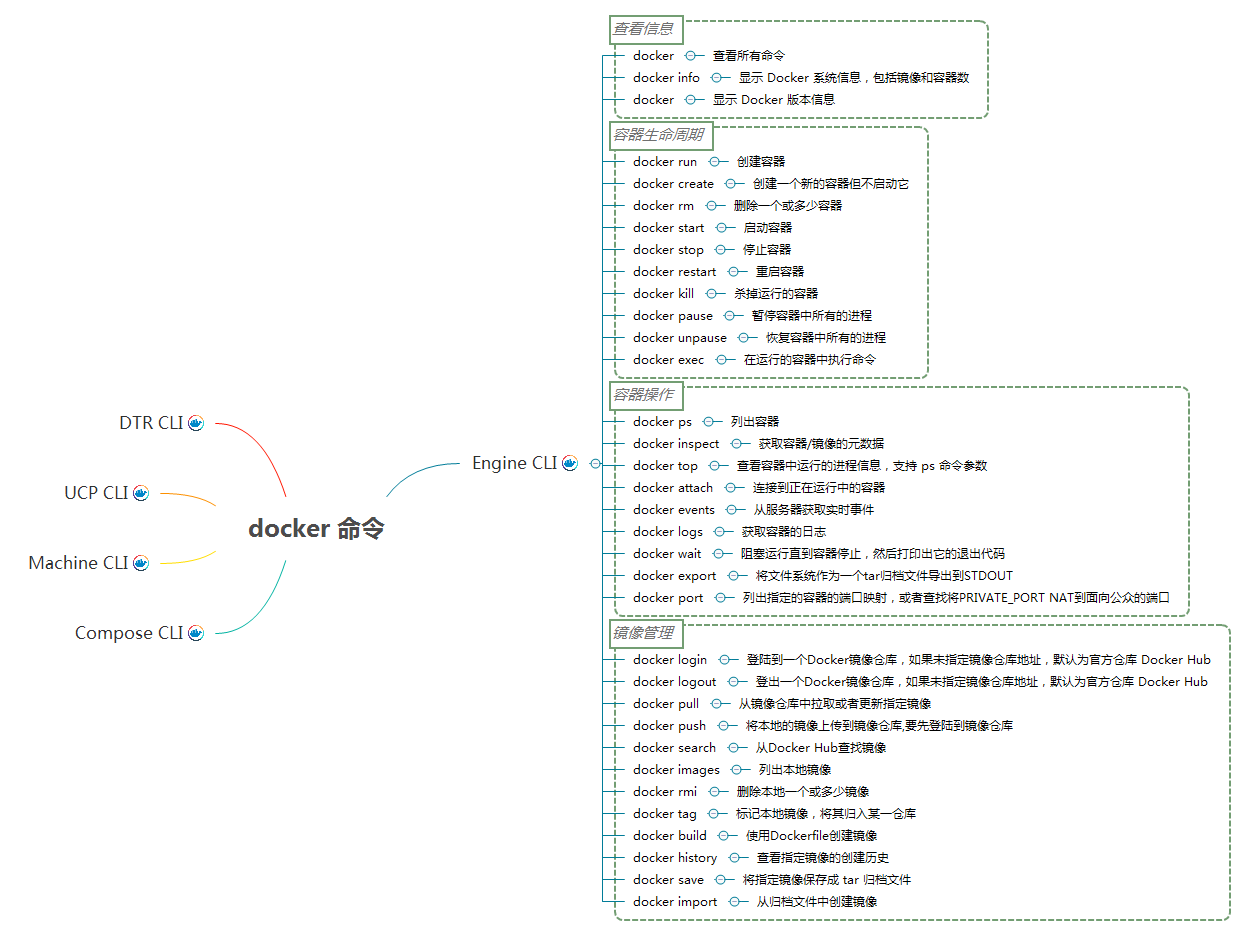 docker 命令
DTR CLI
UCP CLI
Machine CLI
Compose CLI
Engine CLI
查看信息
docker 查看所有命令
docker info 显示 Docker 系统信息，包括镜像和容器数
docker 显示 Docker 版本信息
容器生命周期
docker run 创建容器
docker create 创建一个新的容器但不启动它
docker rm 删除一个或多少容器
docker start 启动容器
docker stop 停止容器
docker restart 重启容器
docker kill 杀掉运行的容器
docker pause 暂停容器中所有的进程
docker unpause 恢复容器中所有的进程
docker exec 在运行的容器中执行命令
容器操作
docker ps 列出容器
docker inspect 获取容器/镜像的元数据
docker top 查看容器中运行的进程信息，支持 ps 命令参数
docker attach 连接到正在运行中的容器
docker events 从服务器获取实时事件
docker logs 获取容器的日志
docker wait 阻塞运行直到容器停止，然后打印出它的退出代码
docker export 将文件系统作为一个tar归档文件导出到STDOUT
docker port 列出指定的容器的端口映射，或者查找将PRIVATE_PORT NAT到面向公众的端口
镜像管理
docker login 登陆到一个Docker镜像仓库，如果未指定镜像仓库地址，默认为官方仓库 Docker Hub
docker logout 登出一个Docker镜像仓库，如果未指定镜像仓库地址，默认为官方仓库 Docker Hub
docker pull 从镜像仓库中拉取或者更新指定镜像
docker push 将本地的镜像上传到镜像仓库,要先登陆到镜像仓库
docker search 从Docker Hub查找镜像
docker images 列出本地镜像
docker rmi 删除本地一个或多少镜像
docker tag 标记本地镜像，将其归入某一仓库
docker build 使用Dockerfile创建镜像
docker history 查看指定镜像的创建历史
docker save 将指定镜像保存成 tar 归档文件
docker import 从归档文件中创建镜像